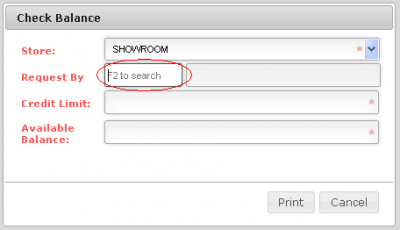 Check Balance
Store: SHOWROOM *
Request By F2 to search
Credit Limit: *
Available Balance: *
Print Cancel